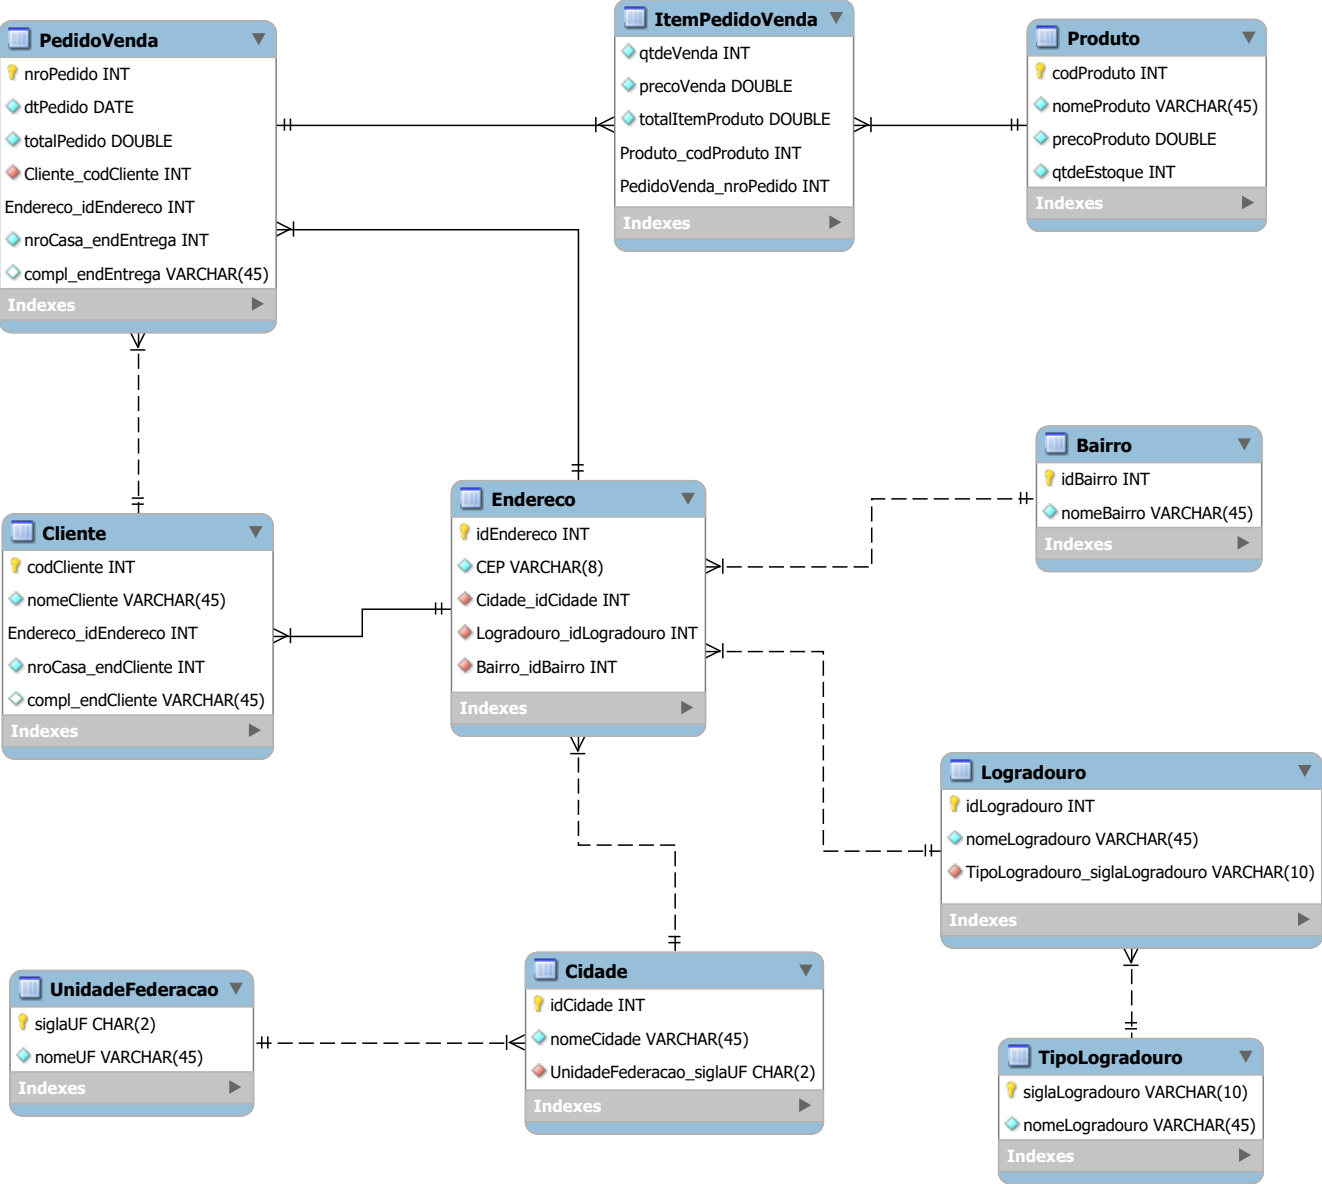 PedidoVenda
nroPedido INT
dtPedido DATE
totalPedido DOUBLE
Cliente_codCliente INT
Endereco_idEndereco INT
nroCasa_endEntrega INT
compl_endEntrega VARCHAR(45)
Indexes
ItemPedidoVenda
qtdeVenda INT
precoVenda DOUBLE
totalItemProduto DOUBLE
Produto_codProduto INT
PedidoVenda_nroPedido INT
Indexes
Produto
codProduto INT
nomeProduto VARCHAR(45)
precoProduto DOUBLE
qtdeEstoque INT
Indexes
Cliente
codCliente INT
nomeCliente VARCHAR(45)
Endereco_idEndereco INT
nroCasa_endCliente INT
compl_endCliente VARCHAR(45)
Indexes
Endereco
idEndereco INT
CEP VARCHAR(8)
Cidade_idCidade INT
Logradouro_idLogradouro INT
Bairro_idBairro INT
Indexes
Bairro
idBairro INT
nomeBairro VARCHAR(45)
Indexes
Logradouro
idLogradouro INT
nomeLogradouro VARCHAR(45)
TipoLogradouro_siglaLogradouro VARCHAR(10)
Indexes
UnidadeFederacao
siglaUF CHAR(2)
nomeUF VARCHAR(45)
Indexes
Cidade
idCidade INT
nomeCidade VARCHAR(45)
UnidadeFederacao_siglaUF CHAR(2)
Indexes
TipoLogradouro
siglaLogradouro VARCHAR(10)
nomeLogradouro VARCHAR(45)
Indexes